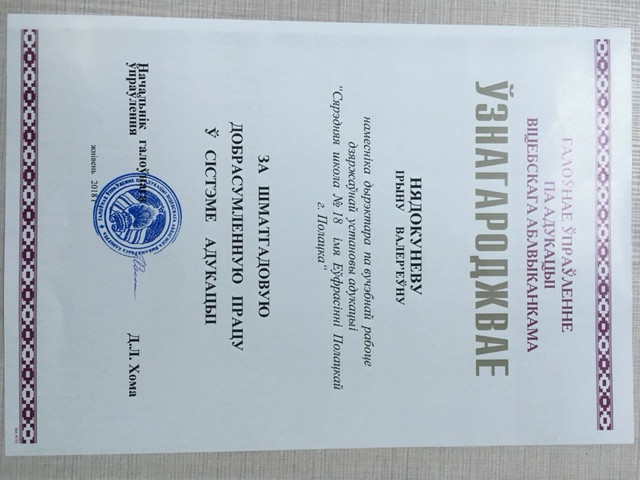 ГАЛОЎНАЕ ЎПРАЎЛЕННЕ
ПА АДУКАЦЫІ
ВІЦЕБСКАГА АБЛВЫКАНКАМА
ЎЗНАГАРОДЖВАЕ
НЯДОКУНЕВУ
ІРЫНУ ВАЛЕР'ЕЎНУ
намесніка дырэктара па вучэбнай рабоце
дзяржаўнай установы адукацыі
"Сярэдняя школа № 18 імя Еўфрасінні Полацкай
г. Полацка"
ЗА ШМАТГАДОВУЮ
ДОБРАСУМЛЕННУЮ ПРАЦУ
Ў СІСТЭМЕ АДУКАЦЫІ
Начальнік галоўнага
ўпраўлення
Д.Л. Хома
жнівень 2018 г.